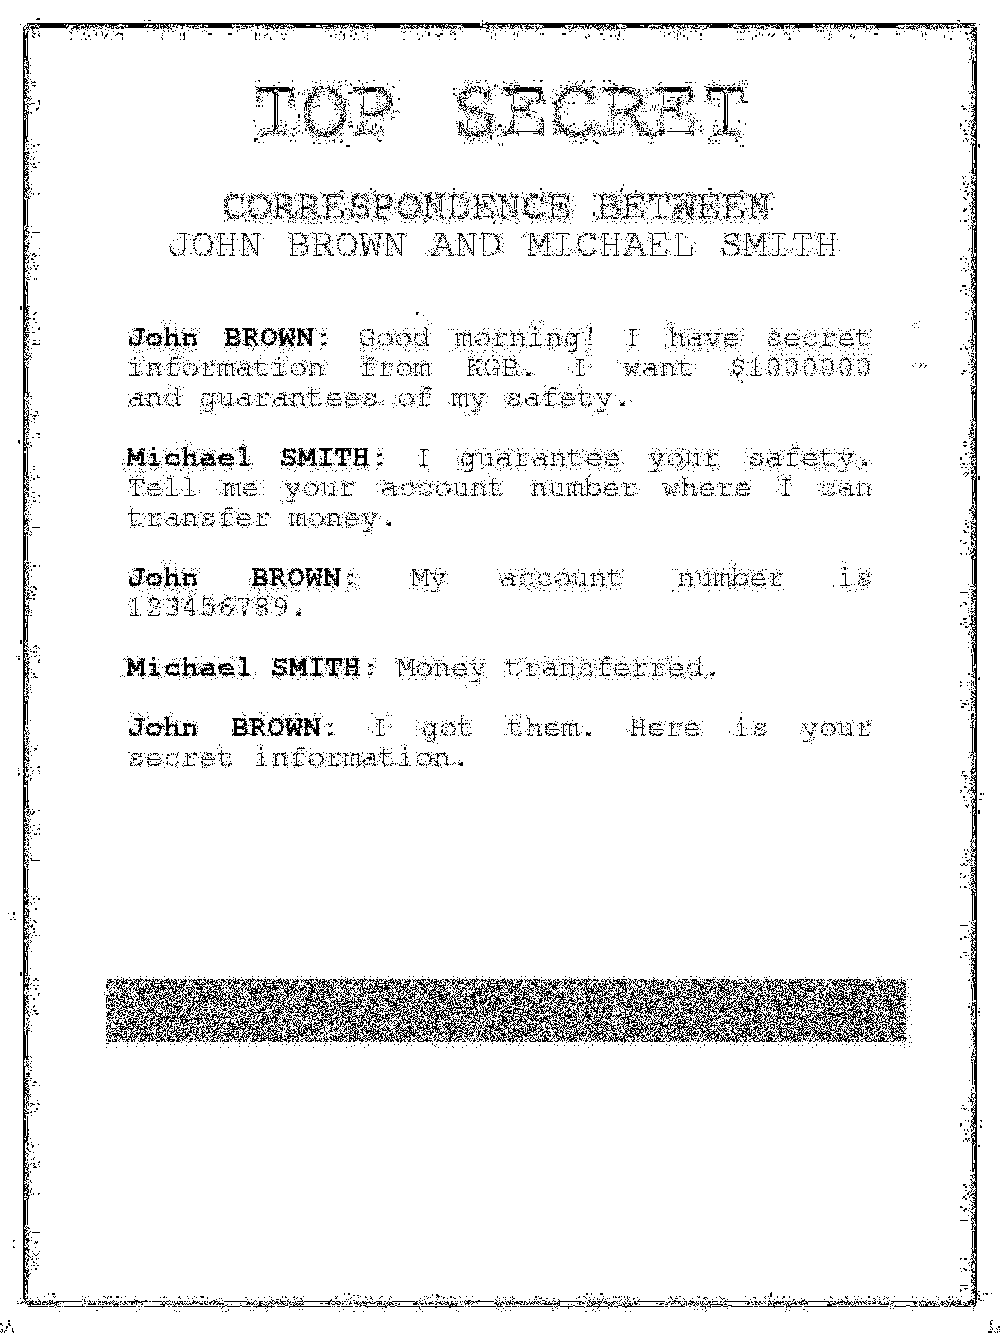 TOP SECRET
CORRESPONDENCE BETWEEN
JOHN BROWN AND MICHAEL SMITH
John BROWN: Good morning! I have secret
information from KGB. I want $1000000
and guarantees of my safety.
Michael SMITH: I guarantee your safety.
Tell me your account number where I can
transfer money.
John BROWN: My account number is
123456789.
Michael SMITH: Money transferred.
John BROWN: I got them. Here is your
secret information.